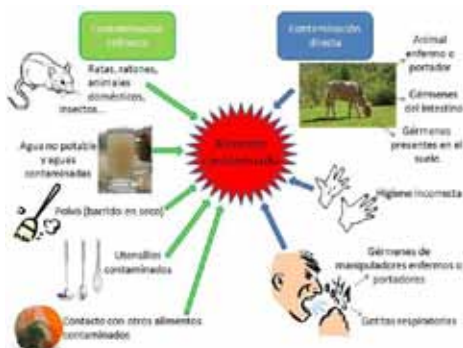 Contaminación
indirecta
Ratas, ratones,
animales
domésticos,
insectos...
Agua no potable
y aguas
contaminadas
Polvo (barrido en seco)
Utensilios
contaminados
Contacto con otros alimentos
contaminados
Alimento
contaminado
Contaminación
directa
Animal
enfermo o
portador
Gérmenes
del intestino
Gérmenes
presentes en el
suelo.
Higiene incorrecta
Gérmenes de
manipuladores enfermos o
portadores
Gotitas respiratorias